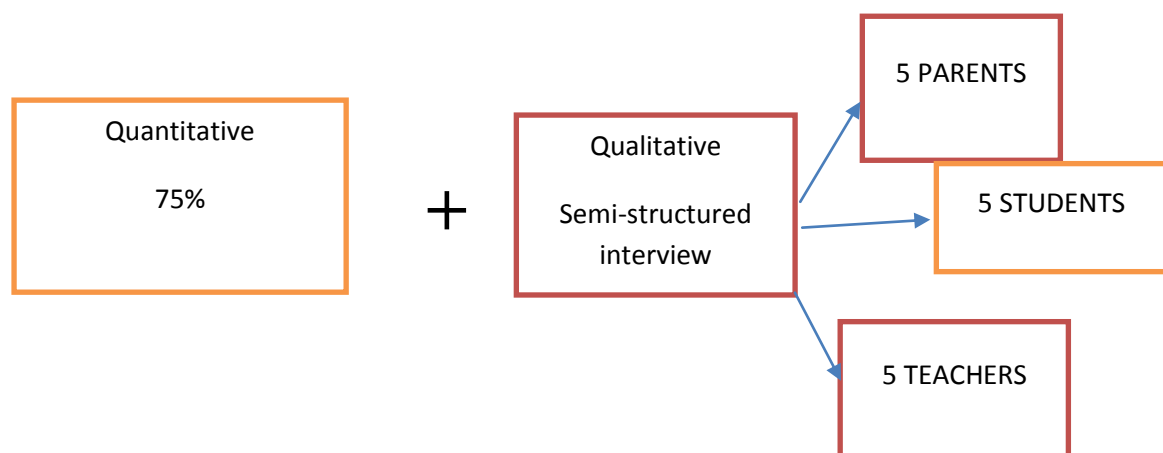 Quantitative
75%
+
Qualitative
Semi-structured
interview
5 PARENTS
5 STUDENTS
5 TEACHERS